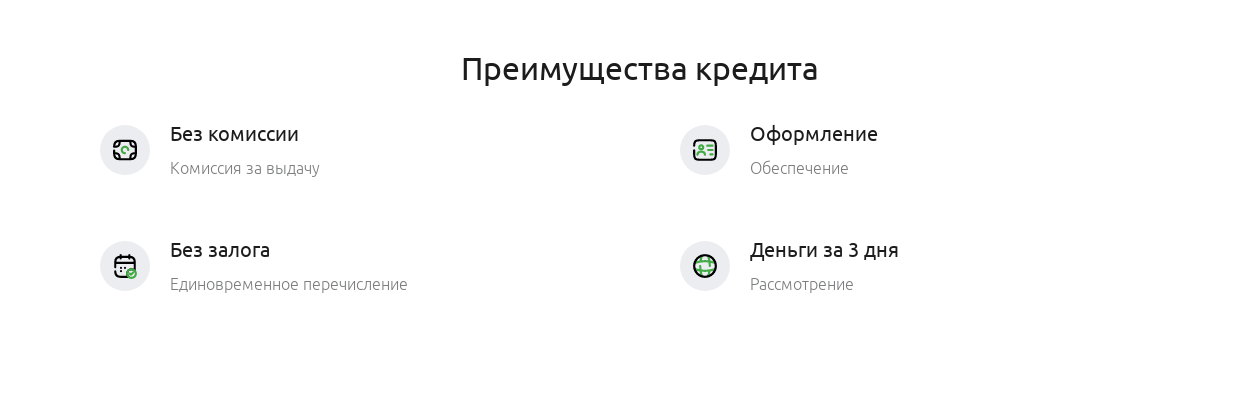 Преимущества кредита
Без комиссии
Комиссия за выдачу
Оформление
Обеспечение
Без залога
Единовременное перечисление
Деньги за 3 дня
Рассмотрение